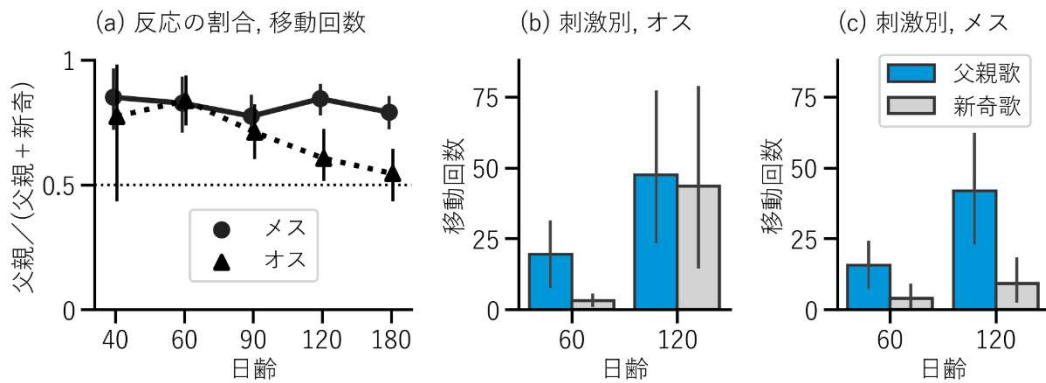 (a) 反応の割合, 移動回数
父親／(父親＋新奇)
1
0.5
0
メス
オス
40 60 90 120 180
日齢
(b) 刺激別, オス
移動回数
75
50
25
0
60 120
日齢
(c) 刺激別, メス
父親歌
新奇歌
移動回数
75
50
25
0
60 120
日齢